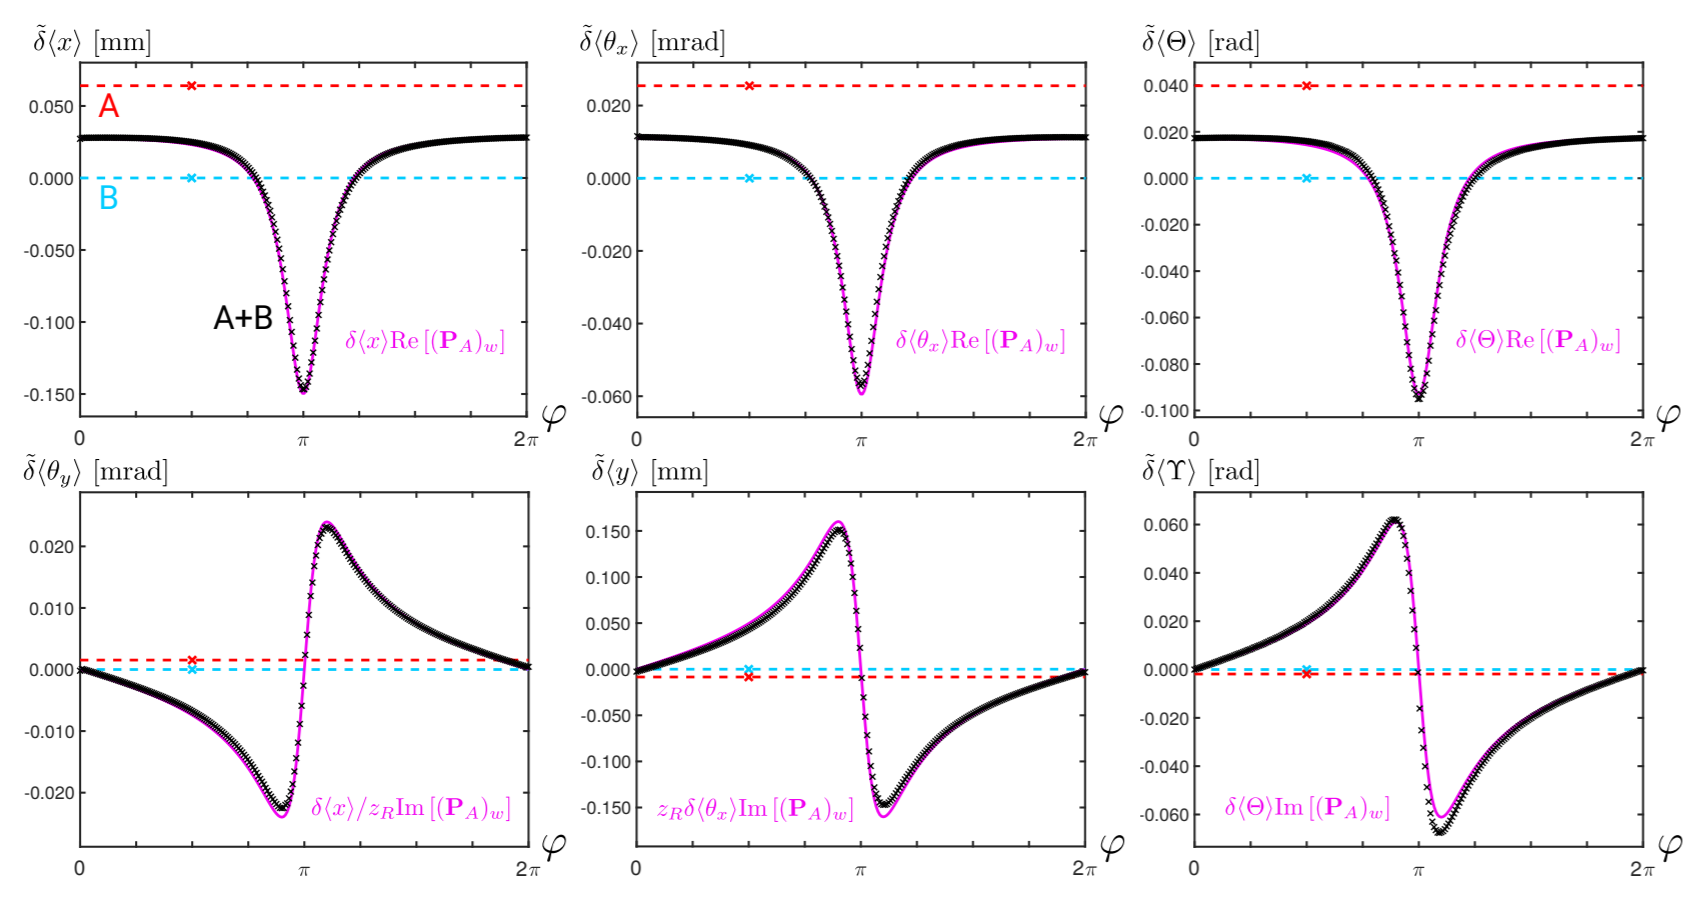 δ̃⟨x⟩ [mm]
0.050
0.000
-0.050
-0.100
-0.150
A
B
A+B
δ⟨x⟩Re [(P_A)_w]
0
π
2π
φ
δ̃⟨θ_x⟩ [mrad]
0.020
0.000
-0.020
-0.040
-0.060
δ⟨θ_x⟩Re [(P_A)_w]
0
π
2π
φ
δ̃⟨Θ⟩ [rad]
0.040
0.020
0.000
-0.020
-0.040
-0.060
-0.080
-0.100
δ⟨Θ⟩Re [(P_A)_w]
0
π
2π
φ
δ̃⟨θ_y⟩ [mrad]
0.020
0.010
0.000
-0.010
-0.020
δ⟨x⟩/z_R Im [(P_A)_w]
0
π
2π
φ
δ̃⟨y⟩ [mm]
0.150
0.100
0.050
0.000
-0.050
-0.100
-0.150
z_R δ⟨θ_x⟩Im [(P_A)_w]
0
π
2π
φ
δ̃⟨ϒ⟩ [rad]
0.060
0.040
0.020
0.000
-0.020
-0.040
-0.060
δ⟨Θ⟩Im [(P_A)_w]
0
π
2π
φ